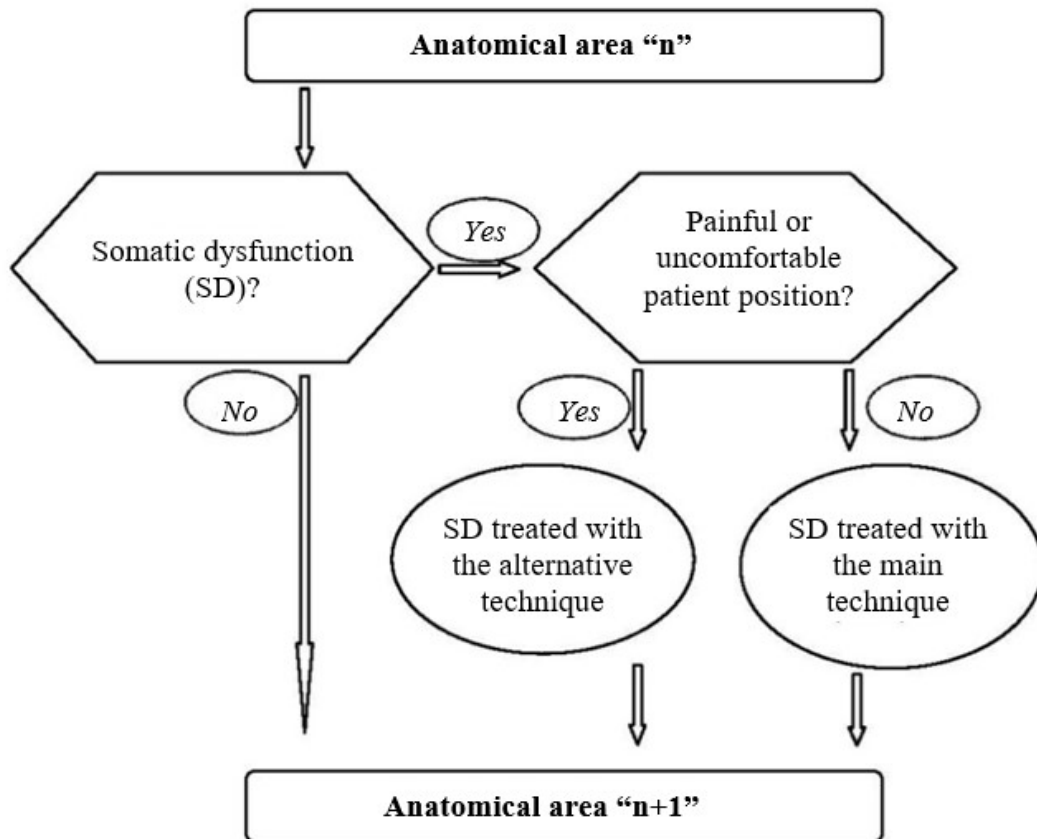 Anatomical area “n”
Somatic dysfunction
(SD)?
Yes
Painful or
uncomfortable
patient position?
No
Yes
No
SD treated with
the alternative
technique
SD treated with
the main
technique
Anatomical area “n+1”